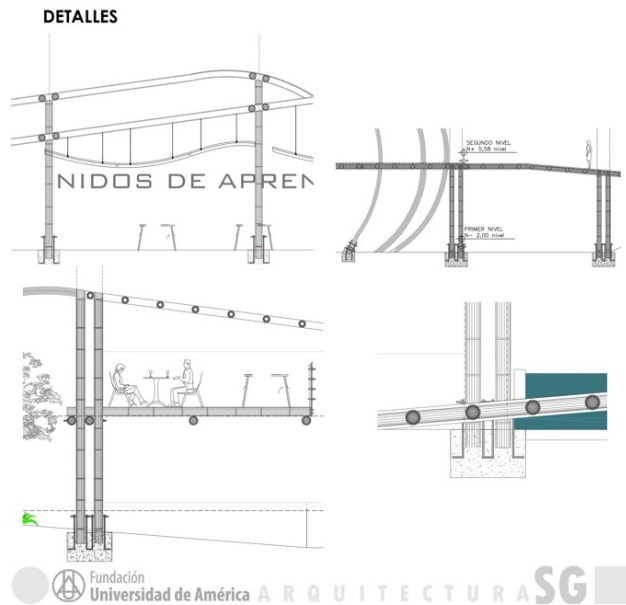 DETALLES
NIDOS DE APREN
SEGUNDO NIVEL
N+ 5,58 nivel
PRIMER NIVEL
N- 2,00 nivel
Fundación
Universidad de América ARQUITECTURA SG